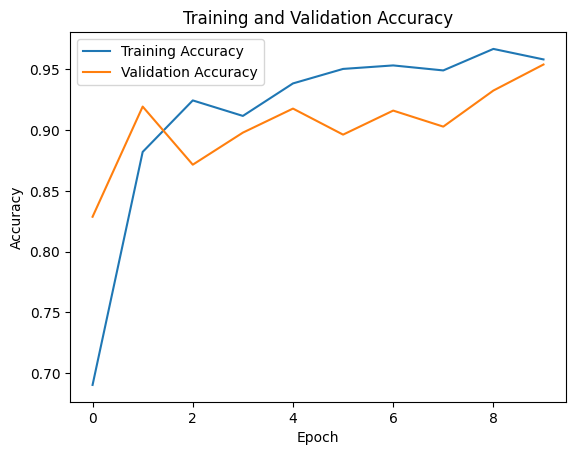 Training and Validation Accuracy
Training Accuracy
Validation Accuracy
Accuracy
0.95
0.90
0.85
0.80
0.75
0.70
0 2 4 6 8
Epoch